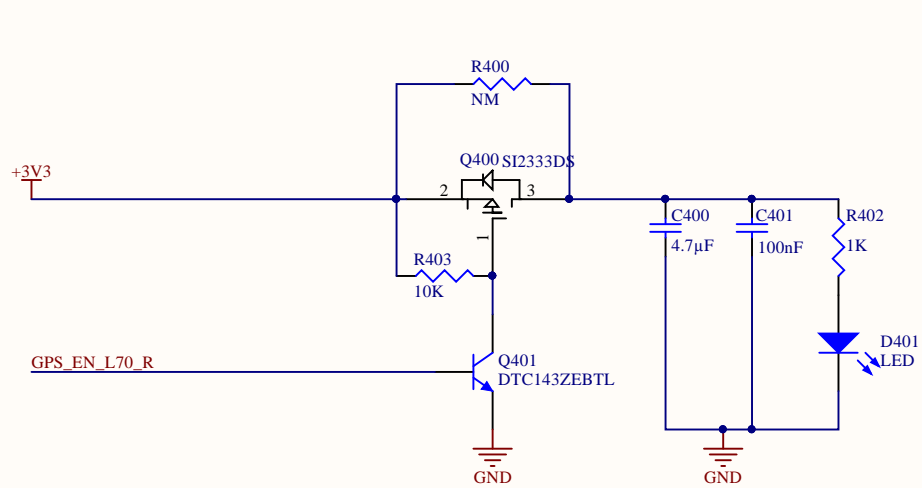 R400
NM
Q400 SI2333DS
+3V3
2
3
1
C400
4.7µF
C401
100nF
R402
1K
R403
10K
GPS_EN_L70_R
Q401
DTC143ZEBTL
D401
LED
GND
GND